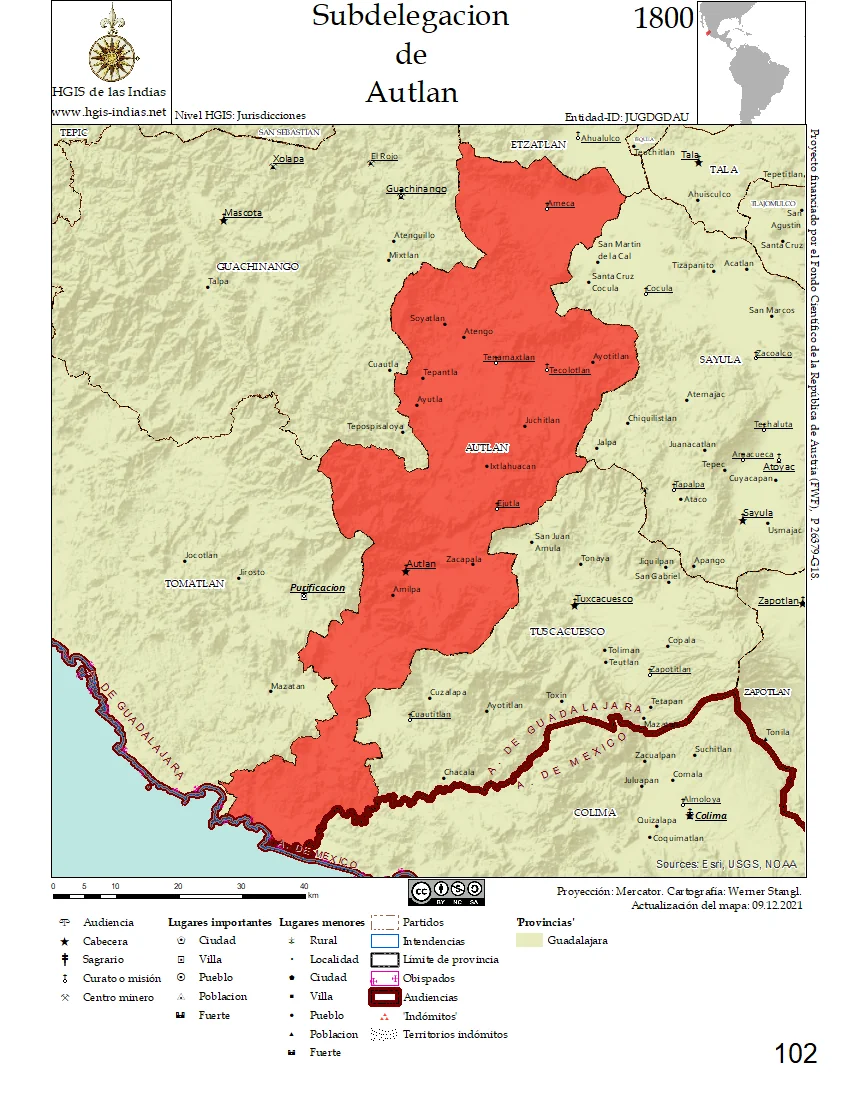 Subdelegacion
de
Autlan
1800
HGIS de las Indias
www.hgis-indias.net
Nivel HGIS: Jurisdicciones
Entidad-ID: JUGDGDAU
TEPIC
SAN SEBASTIAN
ETZATLAN
Ahualulco
Teuchitlan
Tala
TALA
Xolapa
El Rojo
Guachinango
Tepetitlan
Ahuisculco
TLAJOMULCO
San
Agustin
Ameca
Mascota
Atenguillo
Mixtlan
San Martin
de la Cal
Santa Cruz
GUACHINANGO
Talpa
Santa Cruz
Cocula
Tizapanito
Acatlan
Cocula
San Marcos
Soyatlan
Atengo
Tenamaxtlan
Tecolotlan
Ayotitlan
SAYULA
Zacoalco
Cuautla
Tepantla
Ayutla
Atemajac
Juchitlan
Chiquilistlan
Techaluta
Tepospisaloya
AUTLAN
Jalpa
Juanacatlan
Amacueca
Ixtlahuacan
Tepec
Atoyac
Cuyacapan
Tapalpa
Ataco
Ejutla
Sayula
Usmajac
San Juan
Amula
Jocotlan
Jirosto
TOMATLAN
Purificacion
Autlan
Zacapala
Amilpa
Tonaya
Jiquilpan
Apango
San Gabriel
Tuxcacuesco
Zapotlan
TUSCACUESCO
Copala
Toliman
Teutlan
Zapotitlan
Mazatan
Cuzalapa
Cuautitlan
Ayotitlan
Toxin
Tetapan
ZAPOTLAN
DE GUADALAJARA
A. DE GUADALAJARA
A. DE MEXICO
Tonila
Zacualpan
Suchitlan
Chacala
Juluapan
Comala
Almoloya
COLIMA
Colima
Quizalapa
Coquimatlan
A. DE MEXICO
Sources: Esri, USGS, NOAA
Proyecto financiado por el Fondo Científico de la República de Austria (FWF), P 26379-G18.
0 5 10 20 30 40
km
CC BY NC SA
Proyección: Mercator. Cartografía: Werner Stangl.
Actualización del mapa: 09.12.2021
Audiencia
Cabecera
Sagrario
Curato o misión
Centro minero
Lugares importantes
Ciudad
Villa
Pueblo
Poblacion
Fuerte
Lugares menores
Rural
Localidad
Ciudad
Villa
Pueblo
Poblacion
Fuerte
Partidos
Intendencias
Límite de provincia
Obispados
Audiencias
'Indómitos'
Territorios indómitos
'Provincias'
Guadalajara
102